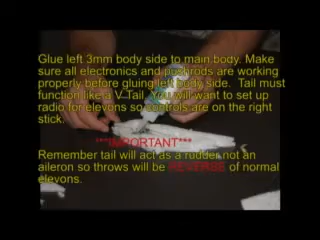 Glue left 3mm body side to main body. Make
sure all electronics and pushrods are working
properly before gluing left body side. Tail must
function like a V Tail. You will want to set up
radio for elevons so controls are on the right
stick.
***IMPORTANT***
Remember tail will act as a rudder not an
aileron so throws will be REVERSE of normal
elevons.